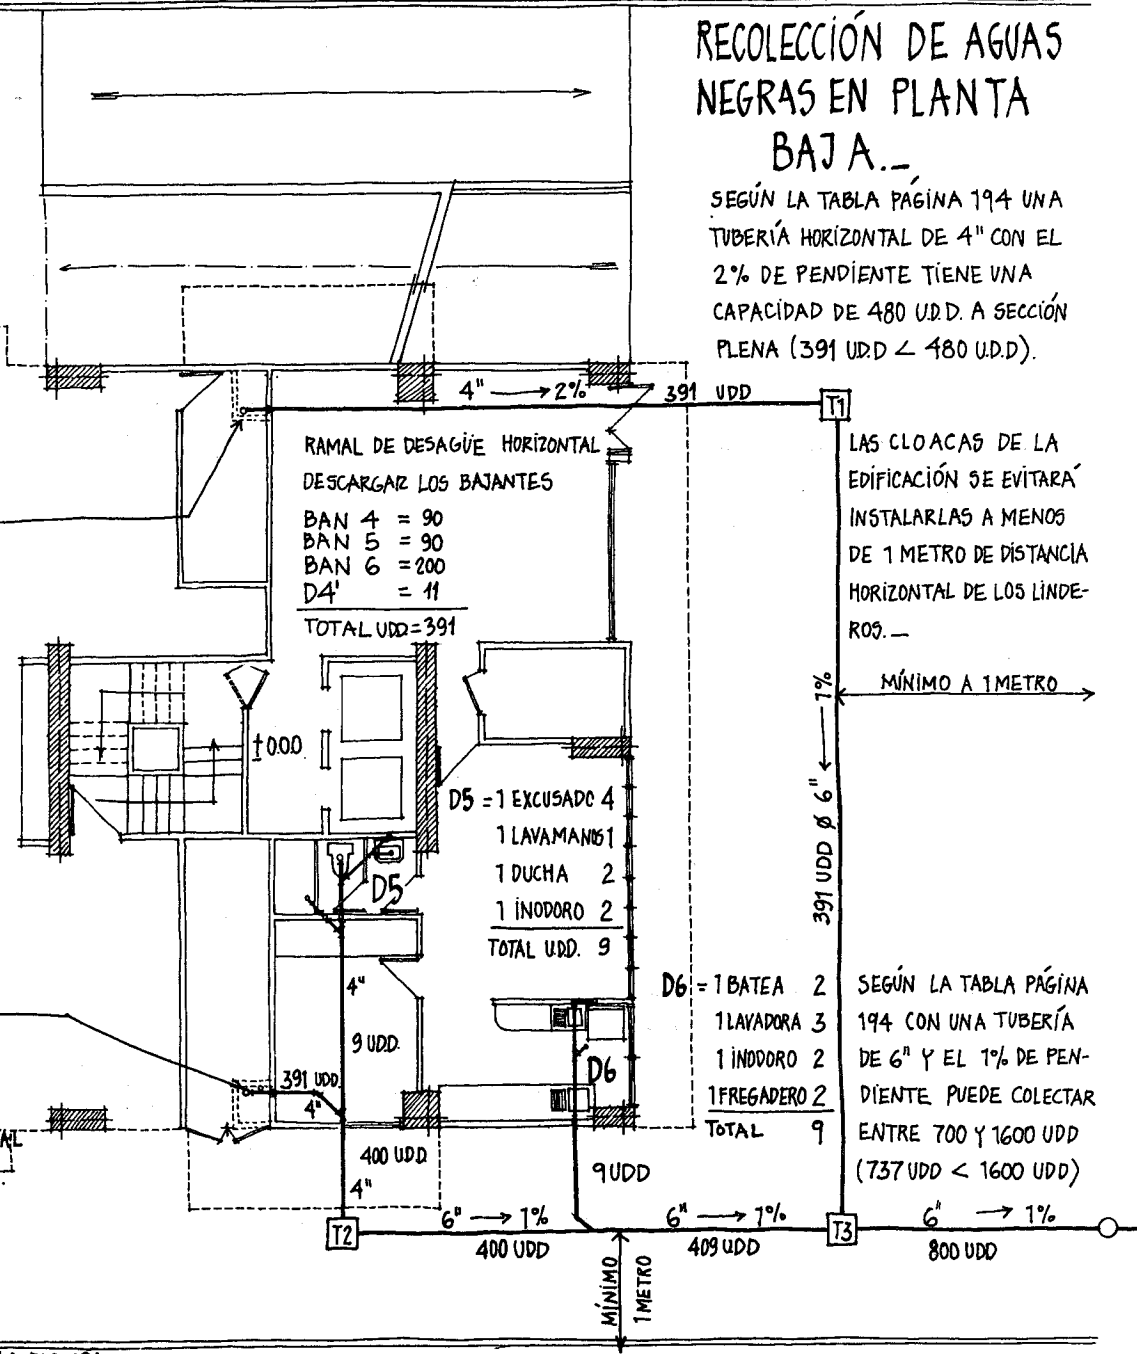 RECOLECCIÓN DE AGUAS
NEGRAS EN PLANTA
BAJA._
SEGÚN LA TABLA PÁGINA 194 UNA
TUBERÍA HORIZONTAL DE 4" CON EL
2% DE PENDIENTE TIENE UNA
CAPACIDAD DE 480 U.D.D. A SECCIÓN
PLENA (391 UDD < 480 U.D.D).
4" → 2%
391 UDD
T1
RAMAL DE DESAGÜE HORIZONTAL
DESCARGAR LOS BAJANTES
BAN 4 = 90
BAN 5 = 90
BAN 6 = 200
D4' = 11
TOTAL UDD=391
LAS CLOACAS DE LA
EDIFICACIÓN SE EVITARÁ
INSTALARLAS A MENOS
DE 1 METRO DE DISTANCIA
HORIZONTAL DE LOS LINDE-
ROS._
MÍNIMO A 1 METRO
391 UDD Ø 6" ← 1%
±0.00
D5 = 1 EXCUSADO 4
1 LAVAMANOS 1
1 DUCHA 2
1 INODORO 2
TOTAL U.D.D. 9
D5
4"
9 UDD.
D6 = 1 BATEA 2
1 LAVADORA 3
1 INODORO 2
1 FREGADERO 2
TOTAL 9
D6
SEGÚN LA TABLA PÁGINA
194 CON UNA TUBERÍA
DE 6" Y EL 1% DE PEN-
DIENTE PUEDE COLECTAR
ENTRE 700 Y 1600 UDD
(737 UDD < 1600 UDD)
391 UDD.
4"
400 UDD
4"
9 UDD
T2
6" → 1%
400 UDD
6" → 1%
409 UDD
T3
6" → 1%
800 UDD
MÍNIMO
1 METRO